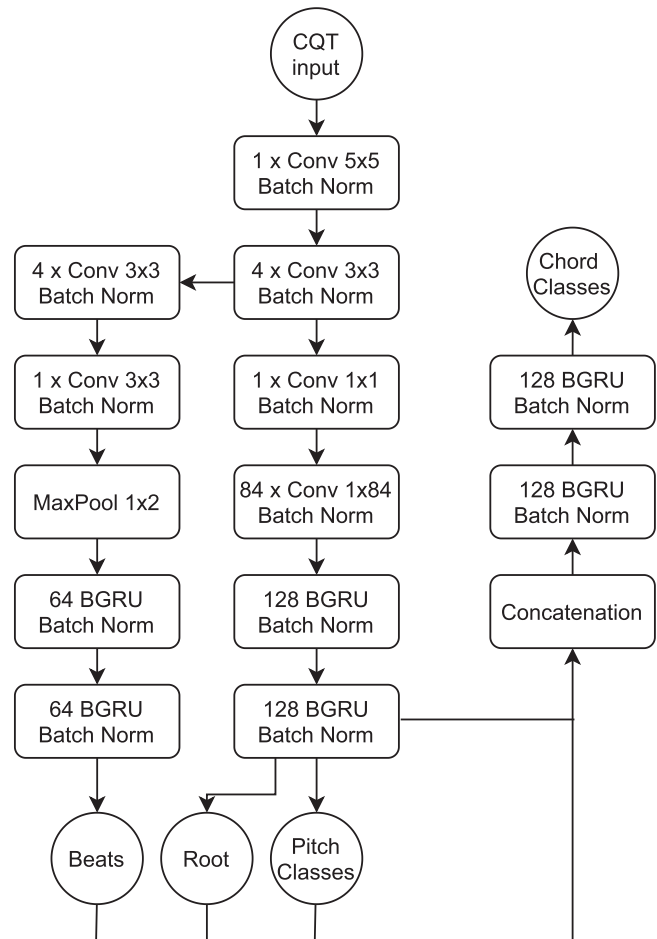 CQT
input
1 x Conv 5x5
Batch Norm
4 x Conv 3x3
Batch Norm
4 x Conv 3x3
Batch Norm
Chord
Classes
1 x Conv 3x3
Batch Norm
1 x Conv 1x1
Batch Norm
128 BGRU
Batch Norm
MaxPool 1x2
84 x Conv 1x84
Batch Norm
128 BGRU
Batch Norm
64 BGRU
Batch Norm
128 BGRU
Batch Norm
Concatenation
64 BGRU
Batch Norm
128 BGRU
Batch Norm
Beats
Root
Pitch
Classes